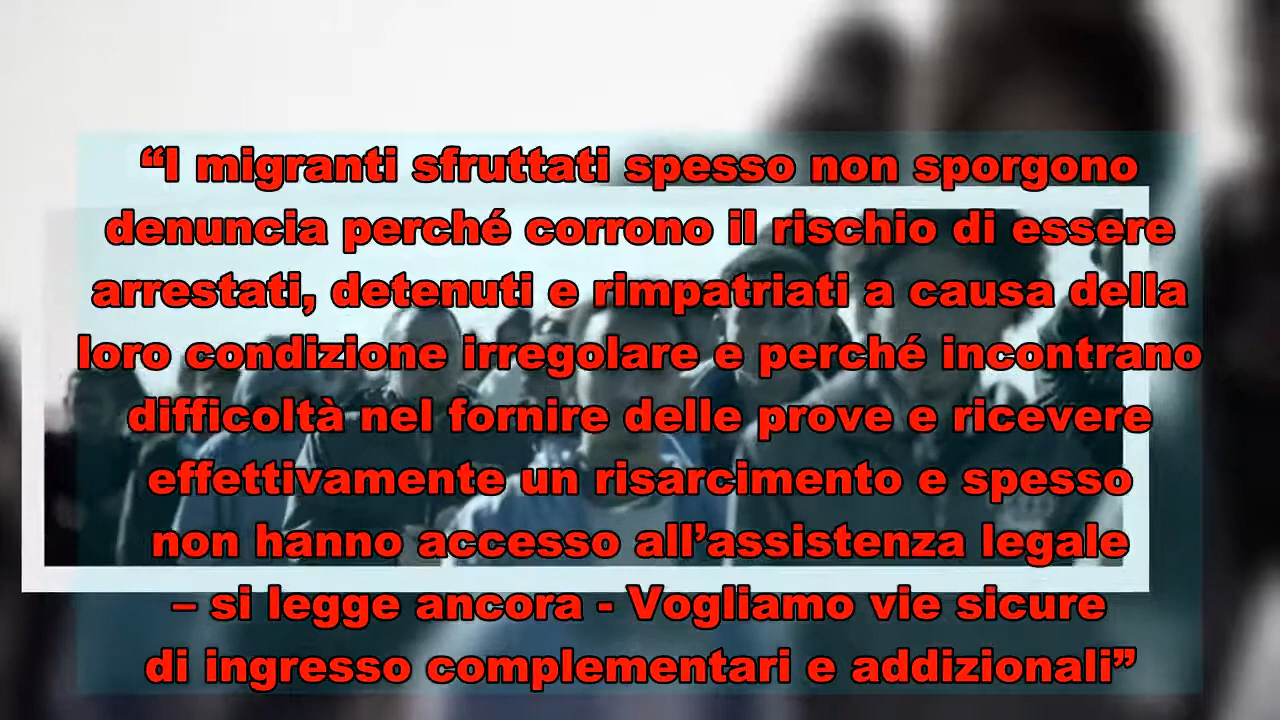 “I migranti sfruttati spesso non sporgono
denuncia perché corrono il rischio di essere
arrestati, detenuti e rimpatriati a causa della
loro condizione irregolare e perché incontrano
difficoltà nel fornire delle prove e ricevere
effettivamente un risarcimento e spesso
non hanno accesso all’assistenza legale
– si legge ancora - Vogliamo vie sicure
di ingresso complementari e addizionali”